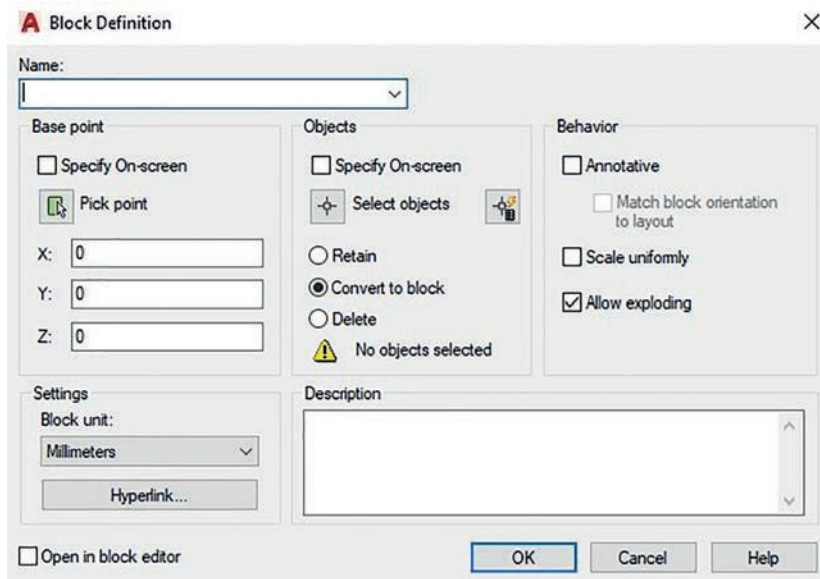 Block Definition
Name:
Base point
Specify On-screen
Pick point
X: 0
Y: 0
Z: 0
Objects
Specify On-screen
Select objects
Retain
Convert to block
Delete
No objects selected
Behavior
Annotative
Match block orientation
to layout
Scale uniformly
Allow exploding
Settings
Block unit:
Millimeters
Hyperlink...
Description
Open in block editor
OK
Cancel
Help